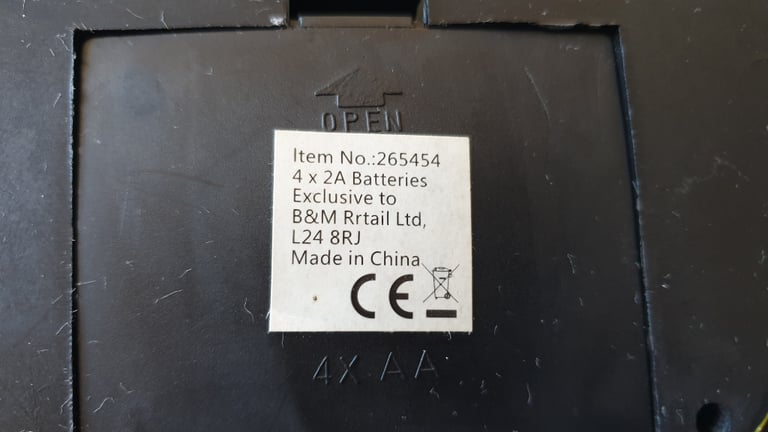 OPEN
Item No.:265454
4 x 2A Batteries
Exclusive to
B&M Rrtail Ltd,
L24 8RJ
Made in China
CE
4X AA